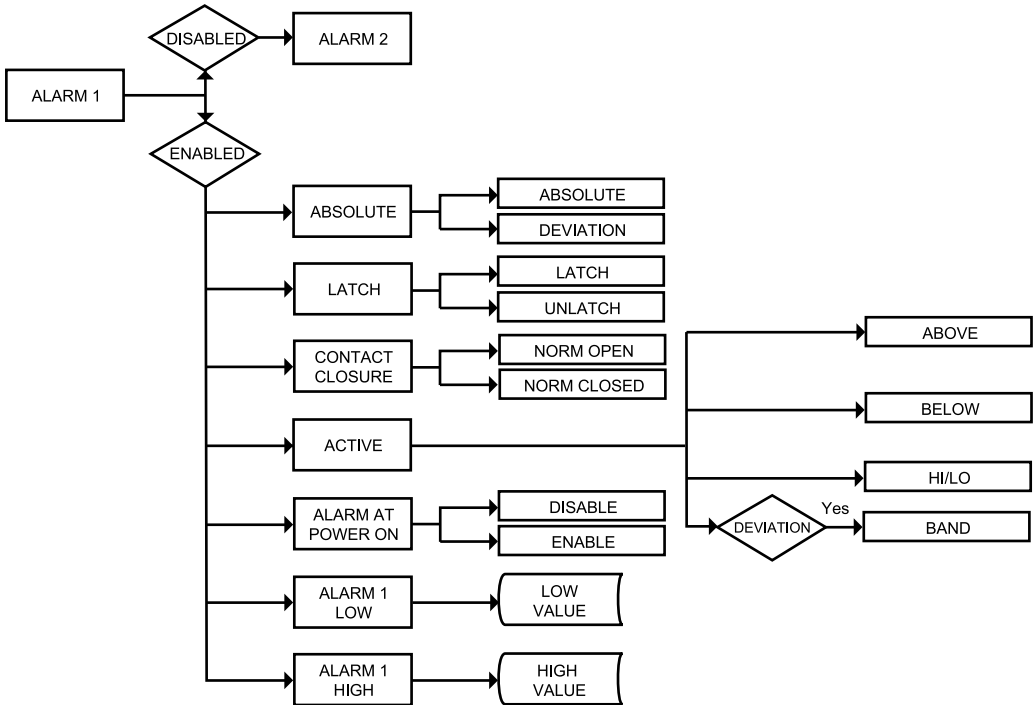 DISABLED
ALARM 2
ALARM 1
ENABLED
ABSOLUTE
ABSOLUTE
DEVIATION
LATCH
LATCH
UNLATCH
CONTACT
CLOSURE
NORM OPEN
NORM CLOSED
ACTIVE
ABOVE
BELOW
HI/LO
DEVIATION
Yes
BAND
ALARM AT
POWER ON
DISABLE
ENABLE
ALARM 1
LOW
LOW
VALUE
ALARM 1
HIGH
HIGH
VALUE